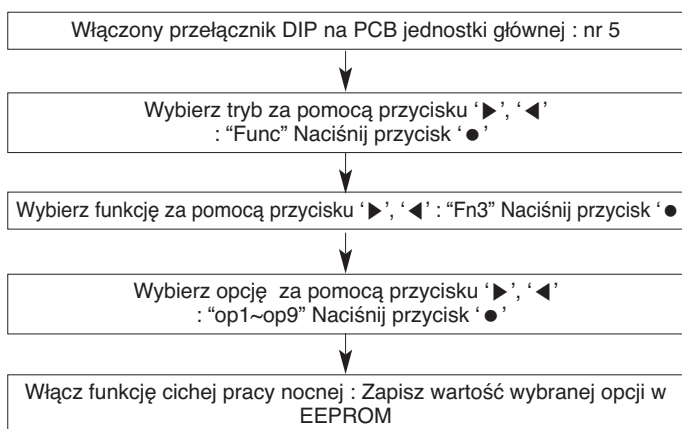 Włączony przełącznik DIP na PCB jednostki głównej : nr 5
Wybierz tryb za pomocą przycisku ‘▶’, ‘◀’
: “Func” Naciśnij przycisk ‘●’
Wybierz funkcję za pomocą przycisku ‘▶’, ‘◀’ : “Fn3” Naciśnij przycisk ‘●
Wybierz opcję za pomocą przycisku ‘▶’, ‘◀’
: “op1~op9” Naciśnij przycisk ‘●’
Włącz funkcję cichej pracy nocnej : Zapisz wartość wybranej opcji w
EEPROM